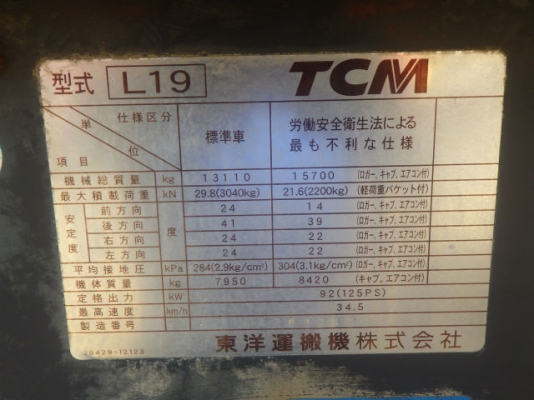 型式 L19 TCM
単位 仕様区分 項目 標準車 労働安全衛生法による
最も不利な仕様
機械総質量 kg 13110 15700 (ロガー、キャブ、エアコン付)
最大積載荷重 kN 29.8(3040kg) 21.6(2200kg) (軽荷重バケット付)
安定度 前方向 度 24 14 (ロガー、キャブ、エアコン付)
後方向 41 39 (ロガー、キャブ、エアコン付)
右方向 24 22 (ロガー、キャブ、エアコン付)
左方向 24 22 (ロガー、キャブ、エアコン付)
平均接地圧 kPa 284(2.9kg/cm²) 304(3.1kg/cm²) (ロガー、キャブ、エアコン付)
機体質量 kg 7950 8420 (キャブ、エアコン付)
定格出力 kW 92(125PS)
最高速度 km/h 34.5
製造番号
20429-12123 東洋運搬機株式会社